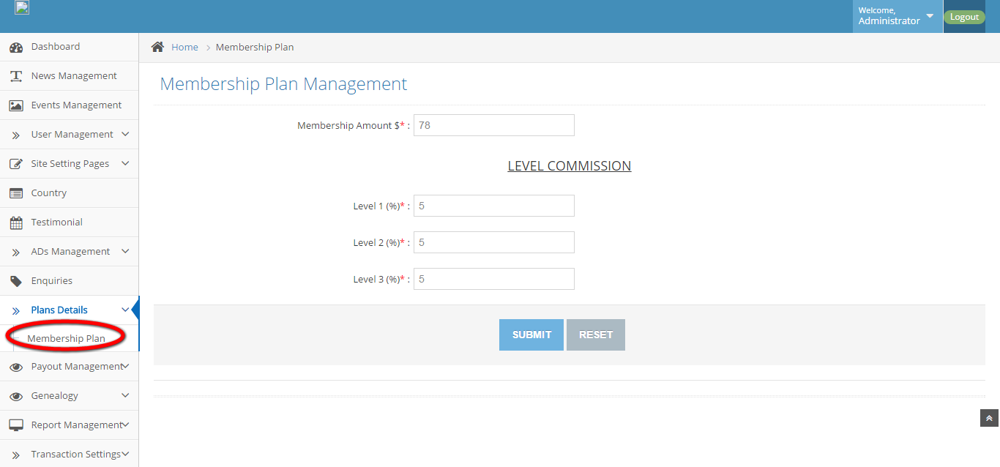 Welcome,
Administrator
Logout
Dashboard
News Management
Events Management
User Management
Site Setting Pages
Country
Testimonial
ADs Management
Enquiries
Plans Details
Membership Plan
Payout Management
Genealogy
Report Management
Transaction Settings
Home > Membership Plan
Membership Plan Management
Membership Amount $* : 78
LEVEL COMMISSION
Level 1 (%)* : 5
Level 2 (%)* : 5
Level 3 (%)* : 5
SUBMIT RESET